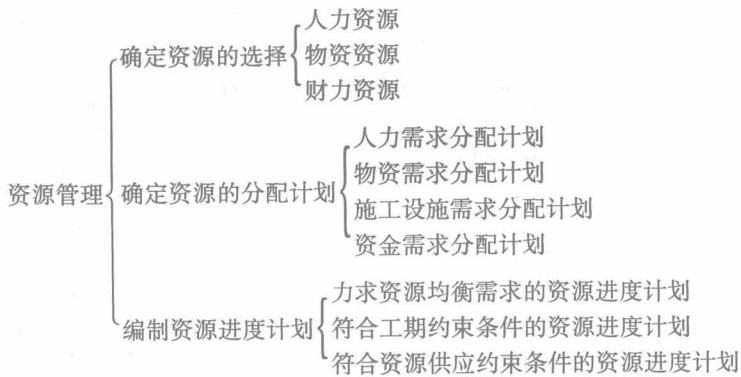 资源管理
确定资源的选择
人力资源
物资资源
财力资源
确定资源的分配计划
人力需求分配计划
物资需求分配计划
施工设施需求分配计划
资金需求分配计划
编制资源进度计划
力求资源均衡需求的资源进度计划
符合工期约束条件的资源进度计划
符合资源供应约束条件的资源进度计划